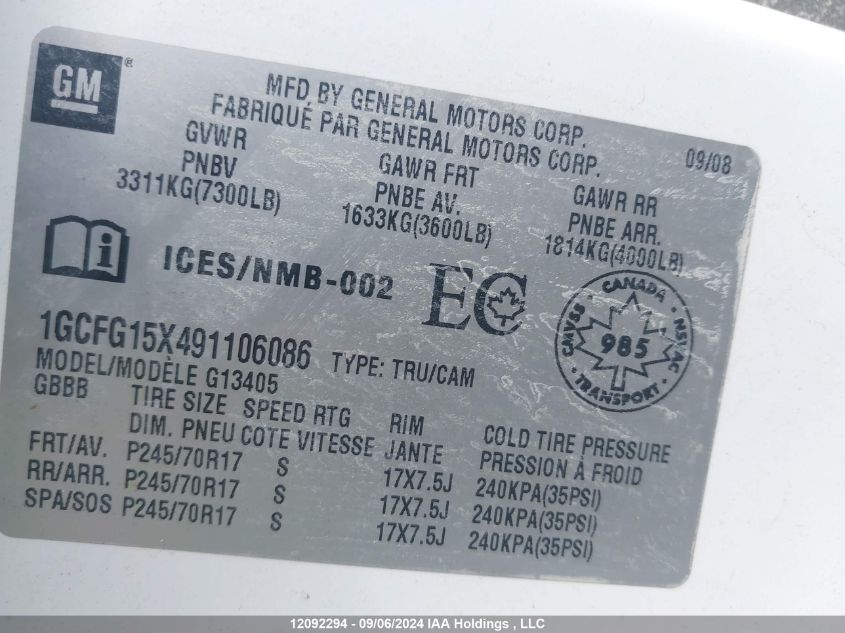 GM®
MFD BY GENERAL MOTORS CORP.
FABRIQUÉ PAR GENERAL MOTORS CORP.
09/08
GVWR GAWR FRT GAWR RR
PNBV PNBE AV. PNBE ARR.
3311KG(7300LB) 1633KG(3600LB) 1814KG(4000LB)
i ICES/NMB-002 EC
CANADA
CMVSS 985 NSVAC
TRANSPORT
1GCFG15X491106086 TYPE: TRU/CAM
MODEL/MODÈLE G13405
GBBB TIRE SIZE SPEED RTG RIM COLD TIRE PRESSURE
DIM. PNEU COTE VITESSE JANTE PRESSION À FROID
FRT/AV. P245/70R17 S 17X7.5J 240KPA(35PSI)
RR/ARR. P245/70R17 S 17X7.5J 240KPA(35PSI)
SPA/SOS P245/70R17 S 17X7.5J 240KPA(35PSI)
12092294 - 09/06/2024 IAA Holdings, LLC